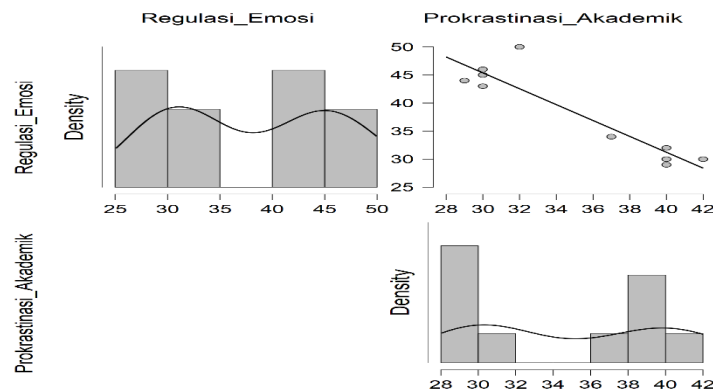 Regulasi_Emosi
Prokrastinasi_Akademik
Regulasi_Emosi
Density
50
45
40
35
30
25
25 30 35 40 45 50
28 30 32 34 36 38 40 42
Prokrastinasi_Akademik
Density
28 30 32 34 36 38 40 42